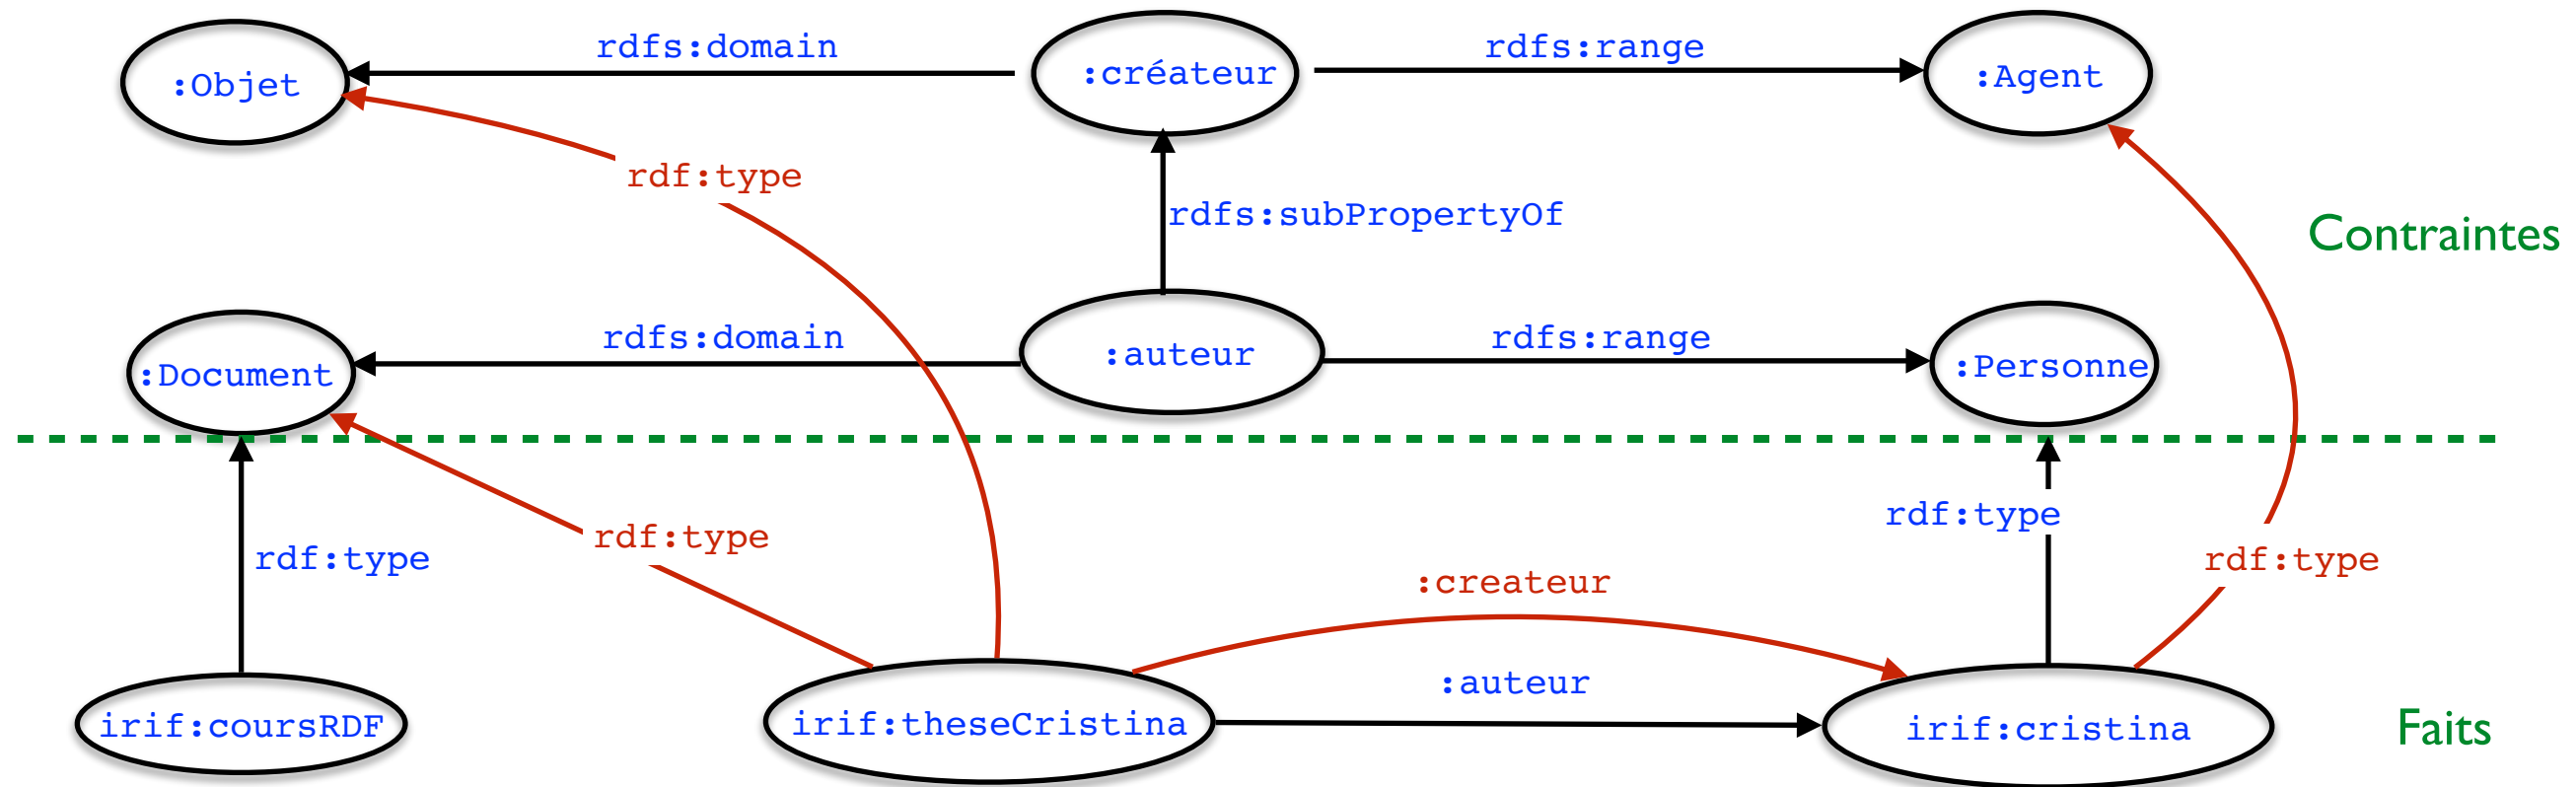 rdfs:domain
rdfs:range
:Objet
:créateur
:Agent
rdf:type
rdfs:subPropertyOf
Contraintes
rdfs:domain
rdfs:range
:Document
:auteur
:Personne
rdf:type
rdf:type
rdf:type
rdf:type
:createur
:auteur
irif:coursRDF
irif:theseCristina
irif:cristina
Faits